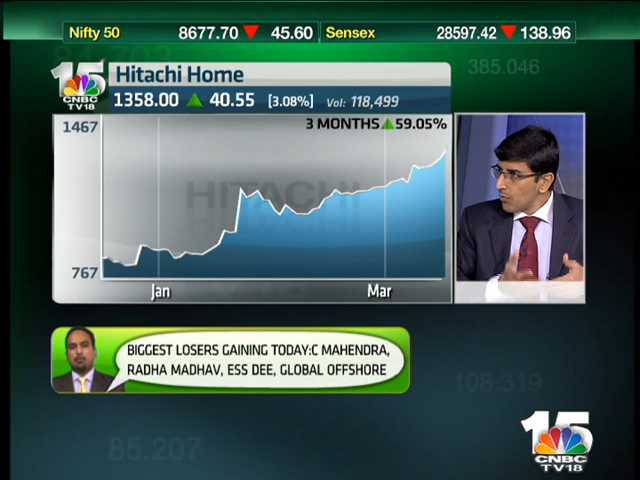 Nifty 50 8677.70 ▼ 45.60 Sensex 28597.42 ▼ 138.96
385.046
15 Hitachi Home
CNBC
TV18
1358.00 ▲ 40.55 [3.08%] Vol: 118,499
1467 3 MONTHS ▲ 59.05%
HITACHI
767
Jan Mar
BIGGEST LOSERS GAINING TODAY:C MAHENDRA,
RADHA MADHAV, ESS DEE, GLOBAL OFFSHORE
108.319
85.207
15
CNBC
TV18